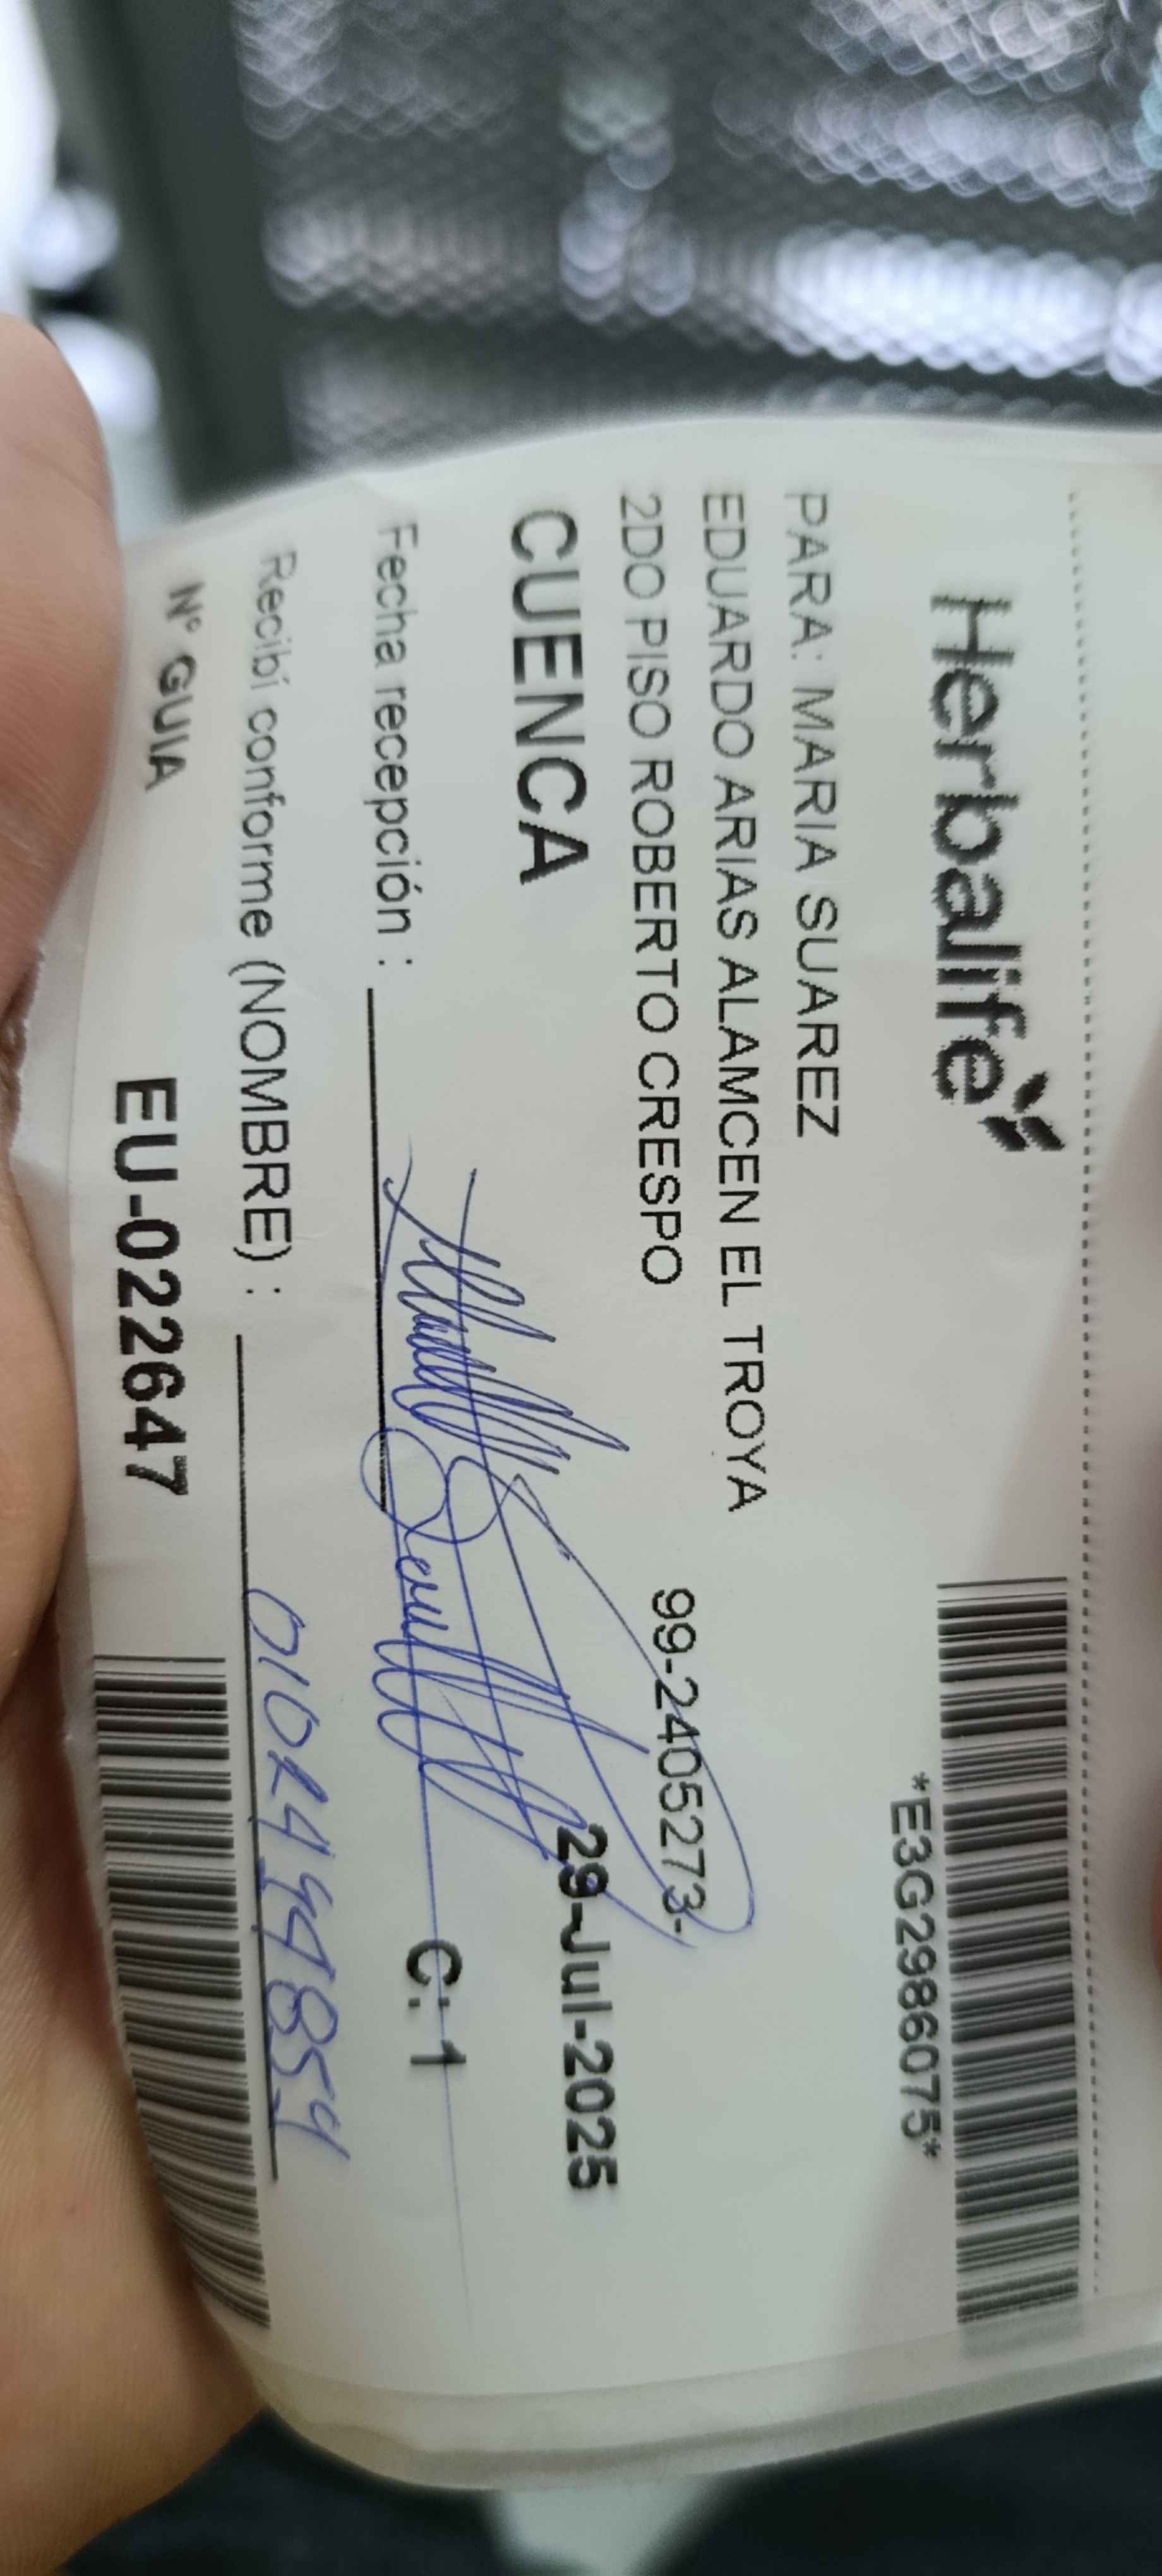 Herbalife
*E3G2986075*
PARA: MARIA SUAREZ
EDUARDO ARIAS ALAMCEN EL TROYA
2DO PISO ROBERTO CRESPO
99-2405273-
CUENCA
29-Jul-2025
Fecha recepción :
C: 1
Recibí conforme (NOMBRE) :
N° GUIA
EU-022647